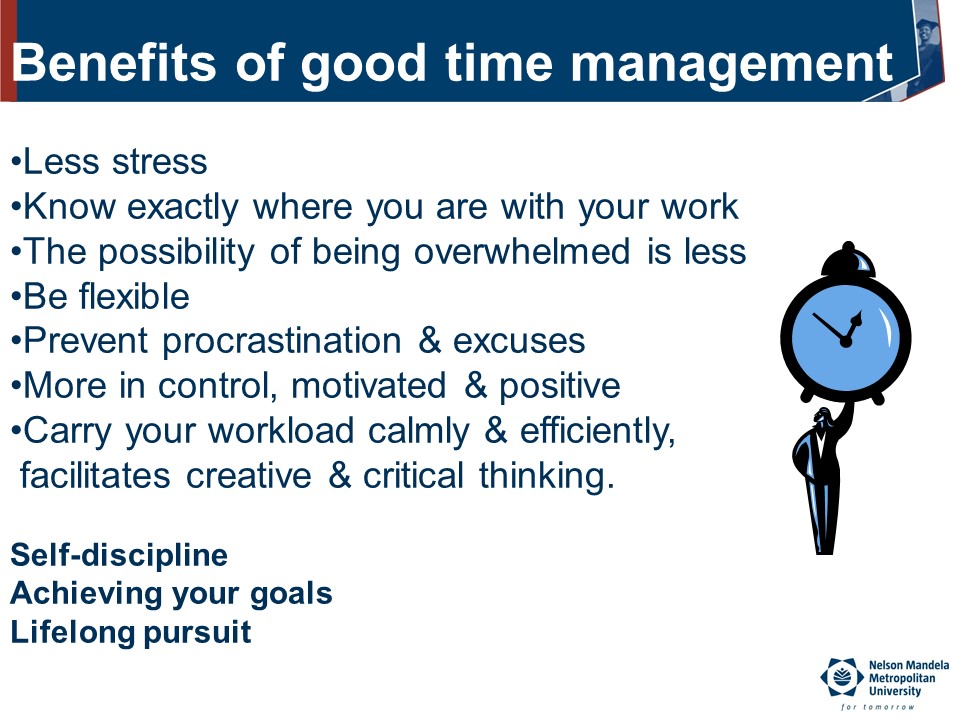 Benefits of good time management
•Less stress
•Know exactly where you are with your work
•The possibility of being overwhelmed is less
•Be flexible
•Prevent procrastination & excuses
•More in control, motivated & positive
•Carry your workload calmly & efficiently,
facilitates creative & critical thinking.
Self-discipline
Achieving your goals
Lifelong pursuit
Nelson Mandela
Metropolitan
University
for tomorrow